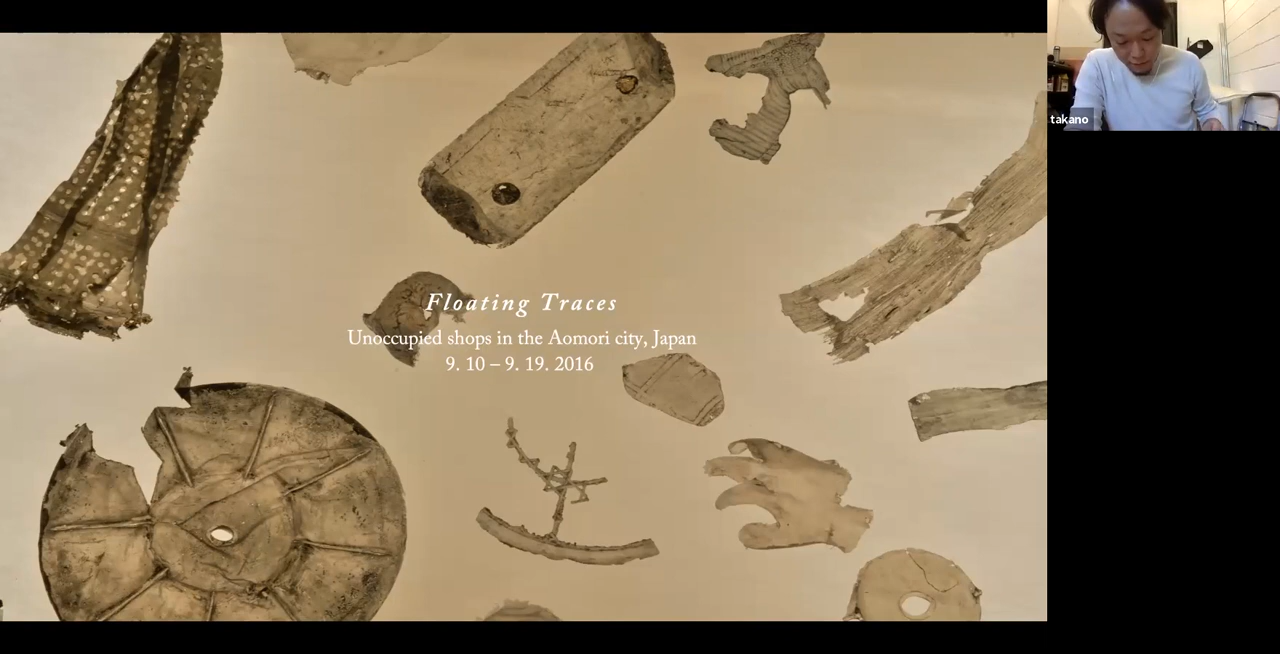 Floating Traces
Unoccupied shops in the Aomori city, Japan
9. 10 – 9. 19. 2016
takano